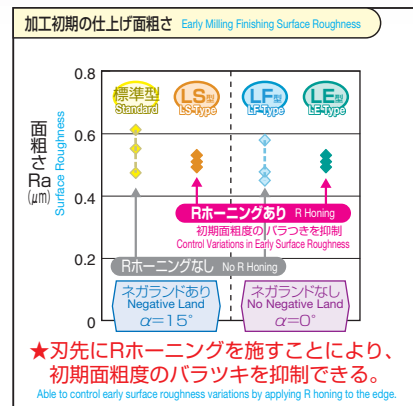 加工初期の仕上げ面粗さ Early Milling Finishing Surface Roughness
面粗さRa(μm)
Surface Roughness
0.8
0.6
0.4
0.2
0
標準型
Standard
LS型
LS Type
LF型
LF Type
LE型
LE Type
Rホーニングあり R Honing
初期面粗度のバラつきを抑制
Control Variations in Early Surface Roughness
Rホーニングなし No R Honing
ネガランドあり
Negative Land
α=15°
ネガランドなし
No Negative Land
α=0°
★刃先にRホーニングを施すことにより、
初期面粗度のバラツキを抑制できる。
Able to control early surface roughness variations by applying R honing to the edge.